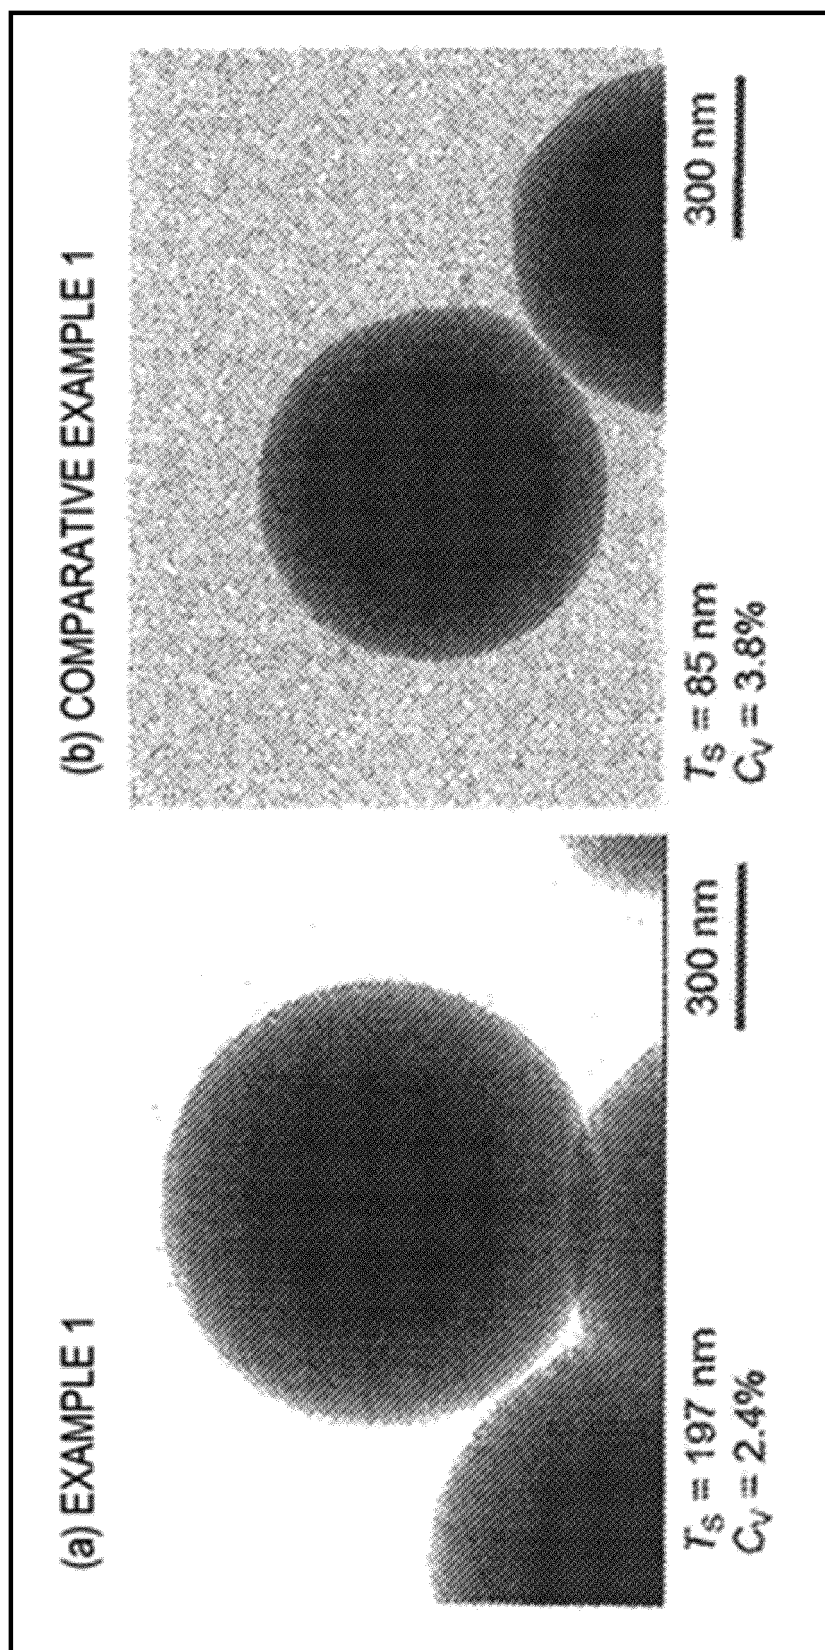 (a) EXAMPLE 1
300 nm
T_S = 197 nm
C_V = 2.4%
(b) COMPARATIVE EXAMPLE 1
300 nm
T_S = 85 nm
C_V = 3.8%